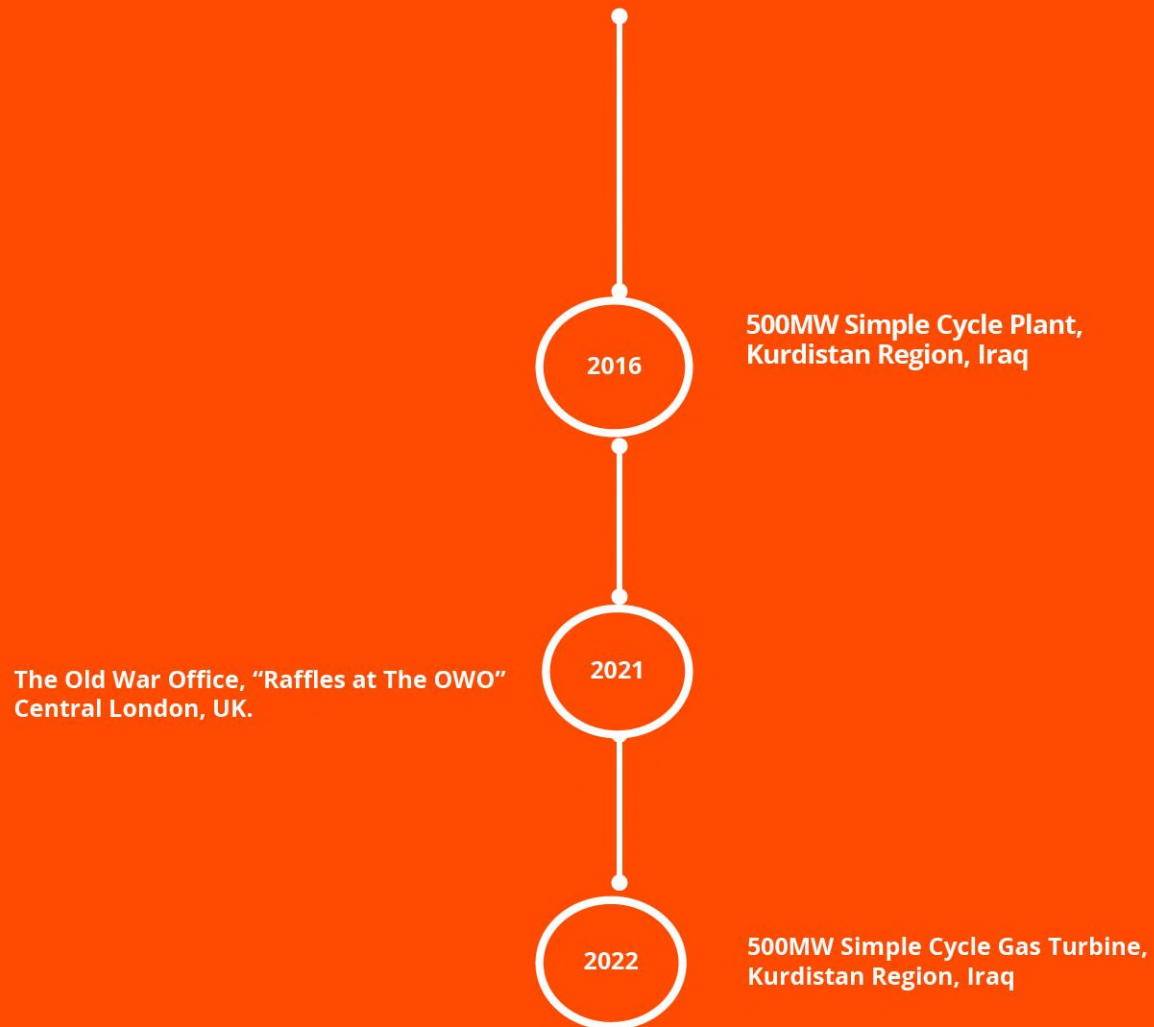 2016
500MW Simple Cycle Plant,
Kurdistan Region, Iraq
The Old War Office, “Raffles at The OWO”
Central London, UK.
2021
2022
500MW Simple Cycle Gas Turbine,
Kurdistan Region, Iraq